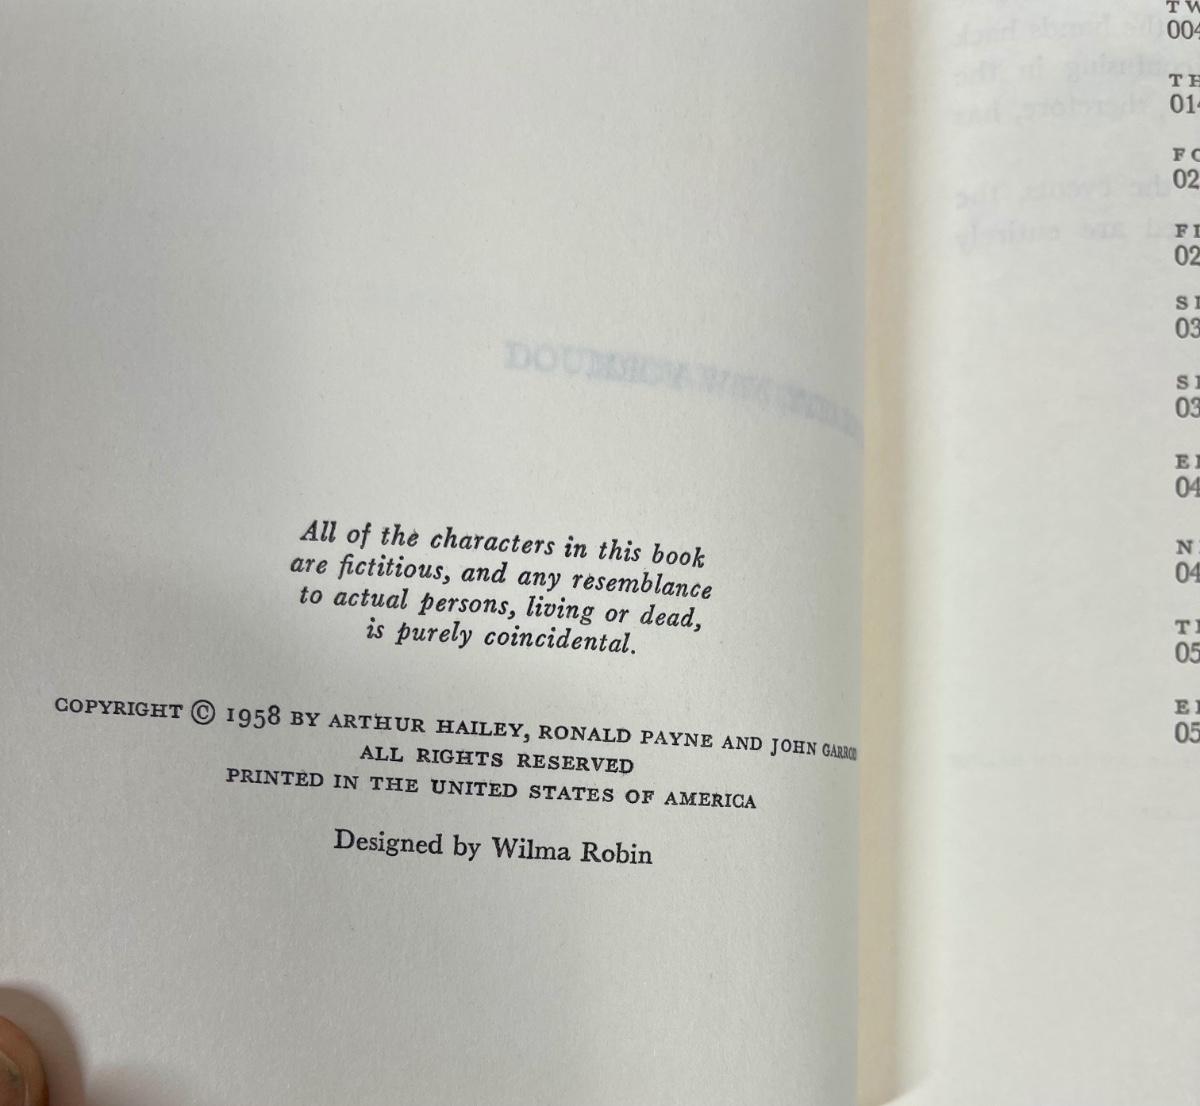 All of the characters in this book
are fictitious, and any resemblance
to actual persons, living or dead,
is purely coincidental.
COPYRIGHT © 1958 BY ARTHUR HAILEY, RONALD PAYNE AND JOHN GARROD
ALL RIGHTS RESERVED
PRINTED IN THE UNITED STATES OF AMERICA
Designed by Wilma Robin